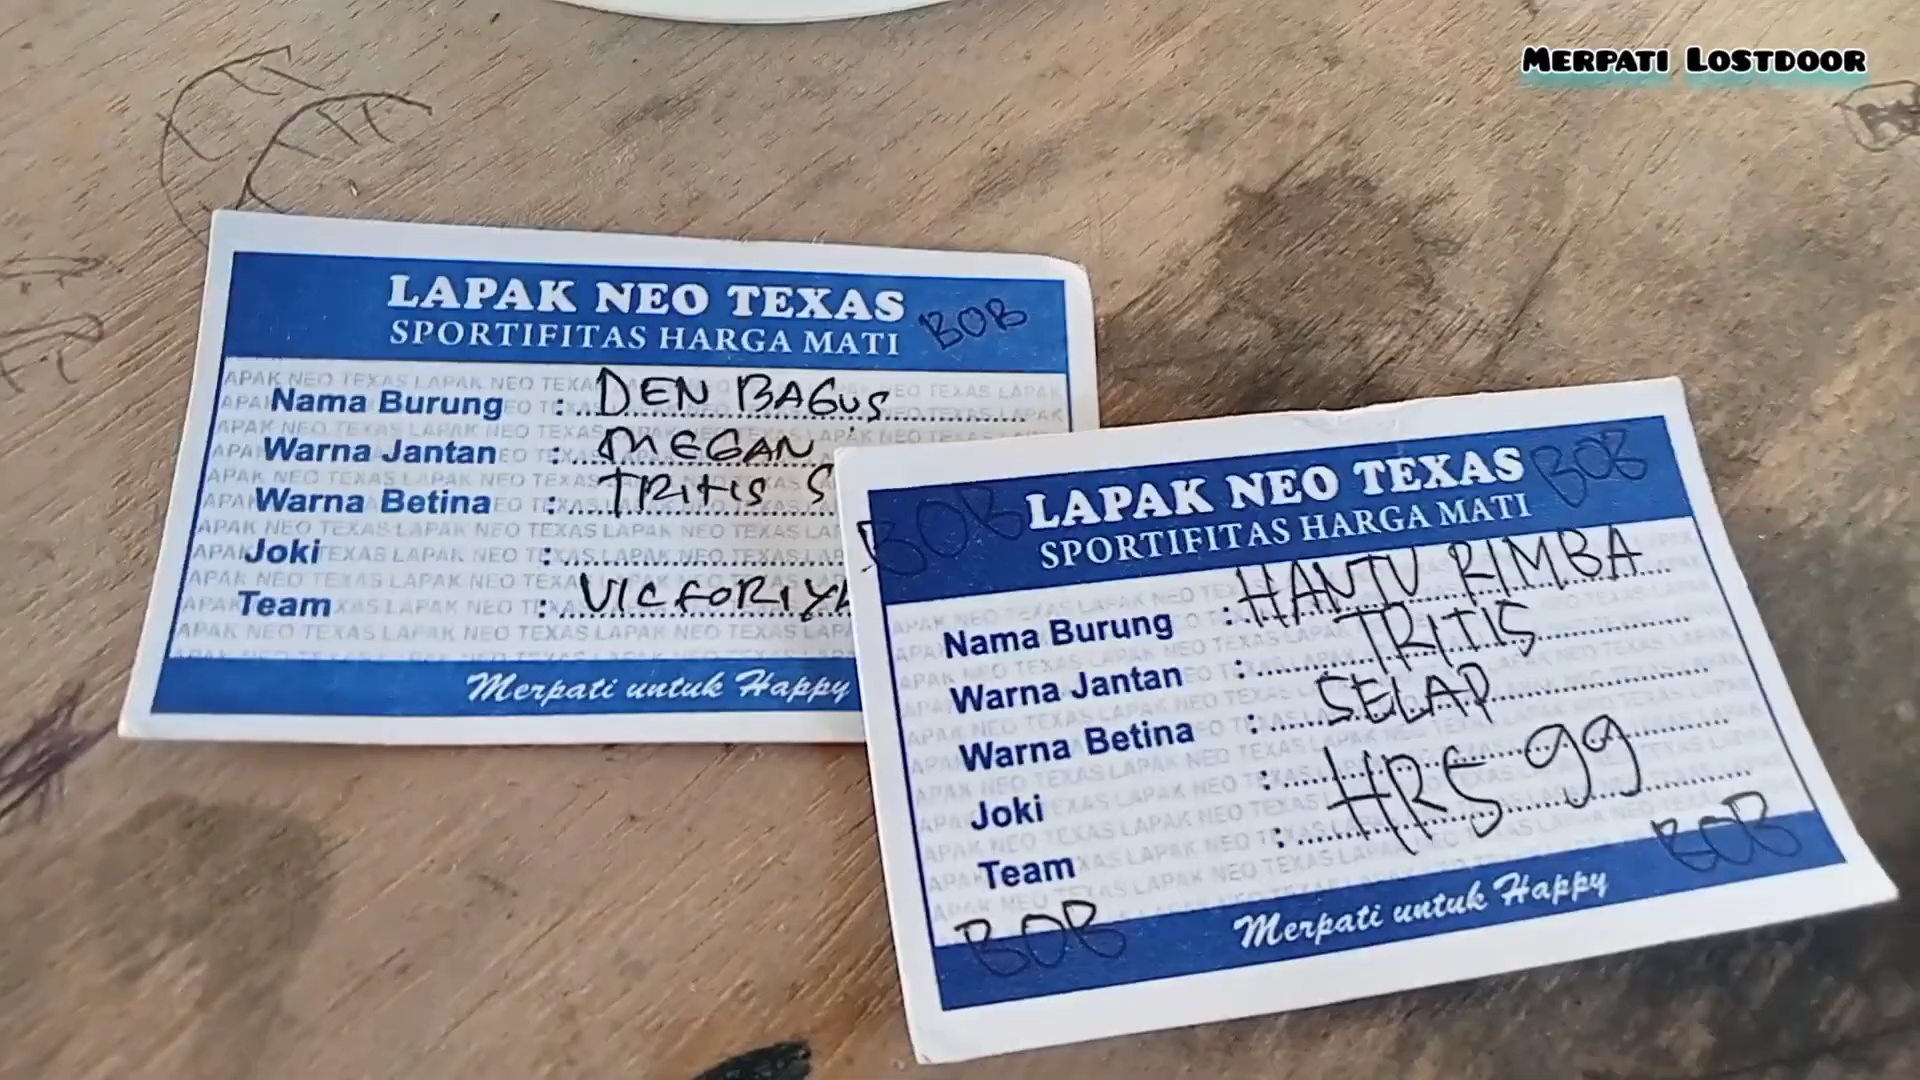 MERPATI LOSTDOOR
LAPAK NEO TEXAS
BOB
SPORTIFITAS HARGA MATI
Nama Burung : DEN BAGUS
Warna Jantan : MEGAN
Warna Betina : TRITIS S
Joki :
Team :
Merpati untuk Happy
BOB
LAPAK NEO TEXAS
BOB
SPORTIFITAS HARGA MATI
Nama Burung : HANTU RIMBA
Warna Jantan : TRITIS
Warna Betina : SELAP
Joki :
Team : HRS 99
BOB
Merpati untuk Happy
BOB